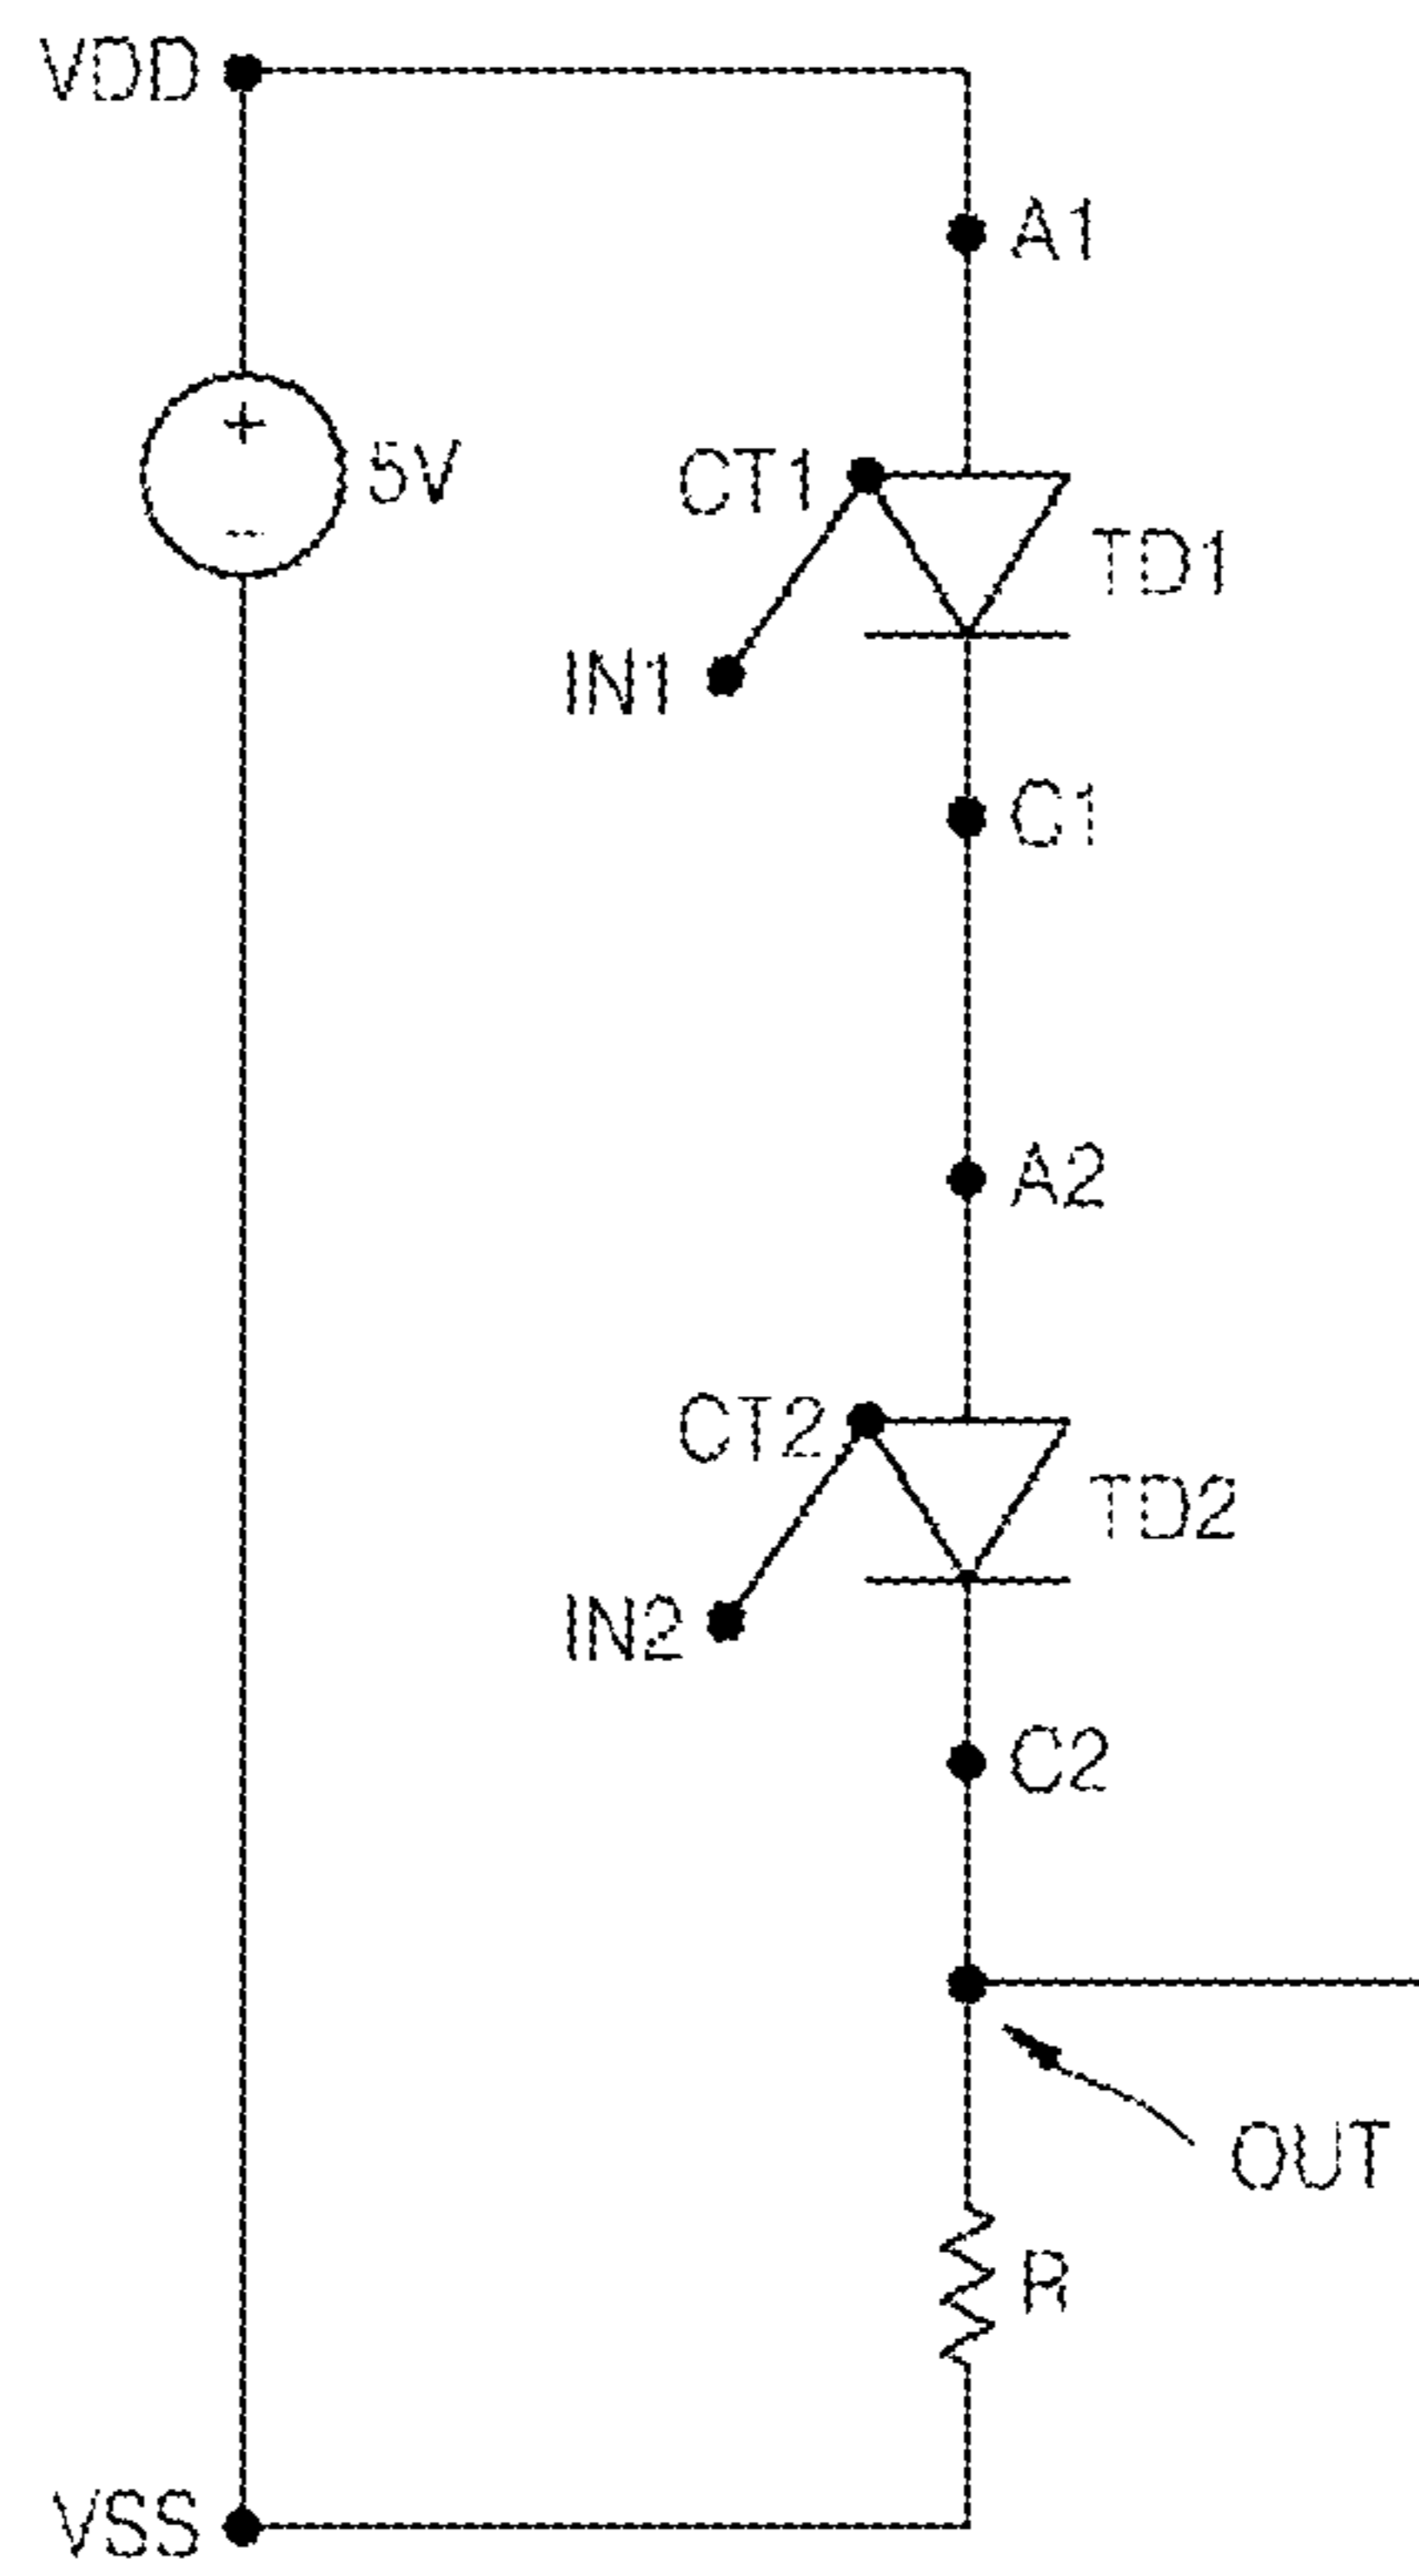 VDD
A1
+
5V
-
CT1
TD1
IN1
C1
A2
CT2
TD2
IN2
C2
OUT
R
VSS